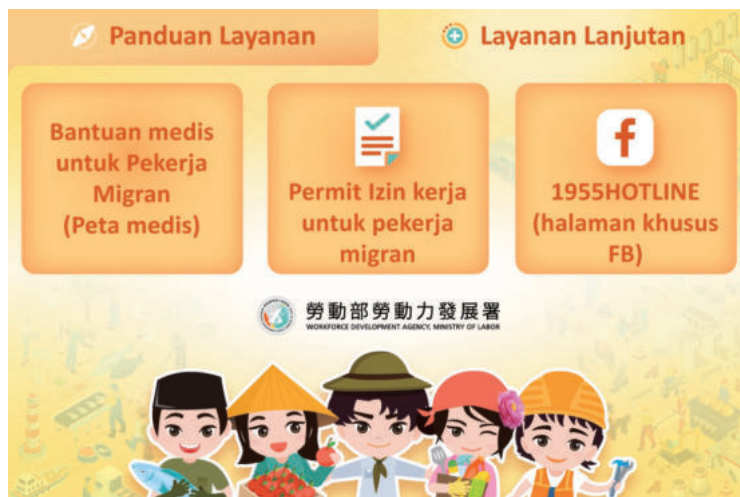 Panduan Layanan
Layanan Lanjutan
Bantuan medis
untuk Pekerja
Migran
(Peta medis)
Permit Izin kerja
untuk pekerja
migran
f
1955HOTLINE
(halaman khusus
FB)
勞動部勞動力發展署
WORKFORCE DEVELOPMENT AGENCY, MINISTRY OF LABOR